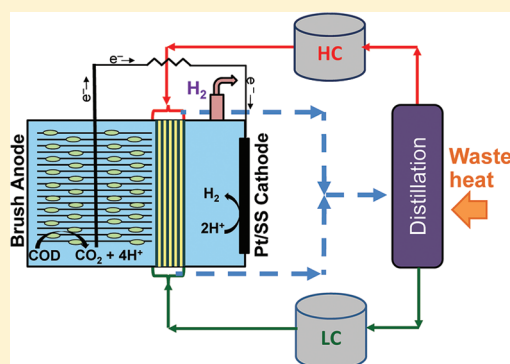 e⁻
HC
e⁻
H₂
e⁻
Brush Anode
Pt/SS Cathode
Distillation
Waste
heat
H₂
2H⁺
COD
CO₂ + 4H⁺
LC